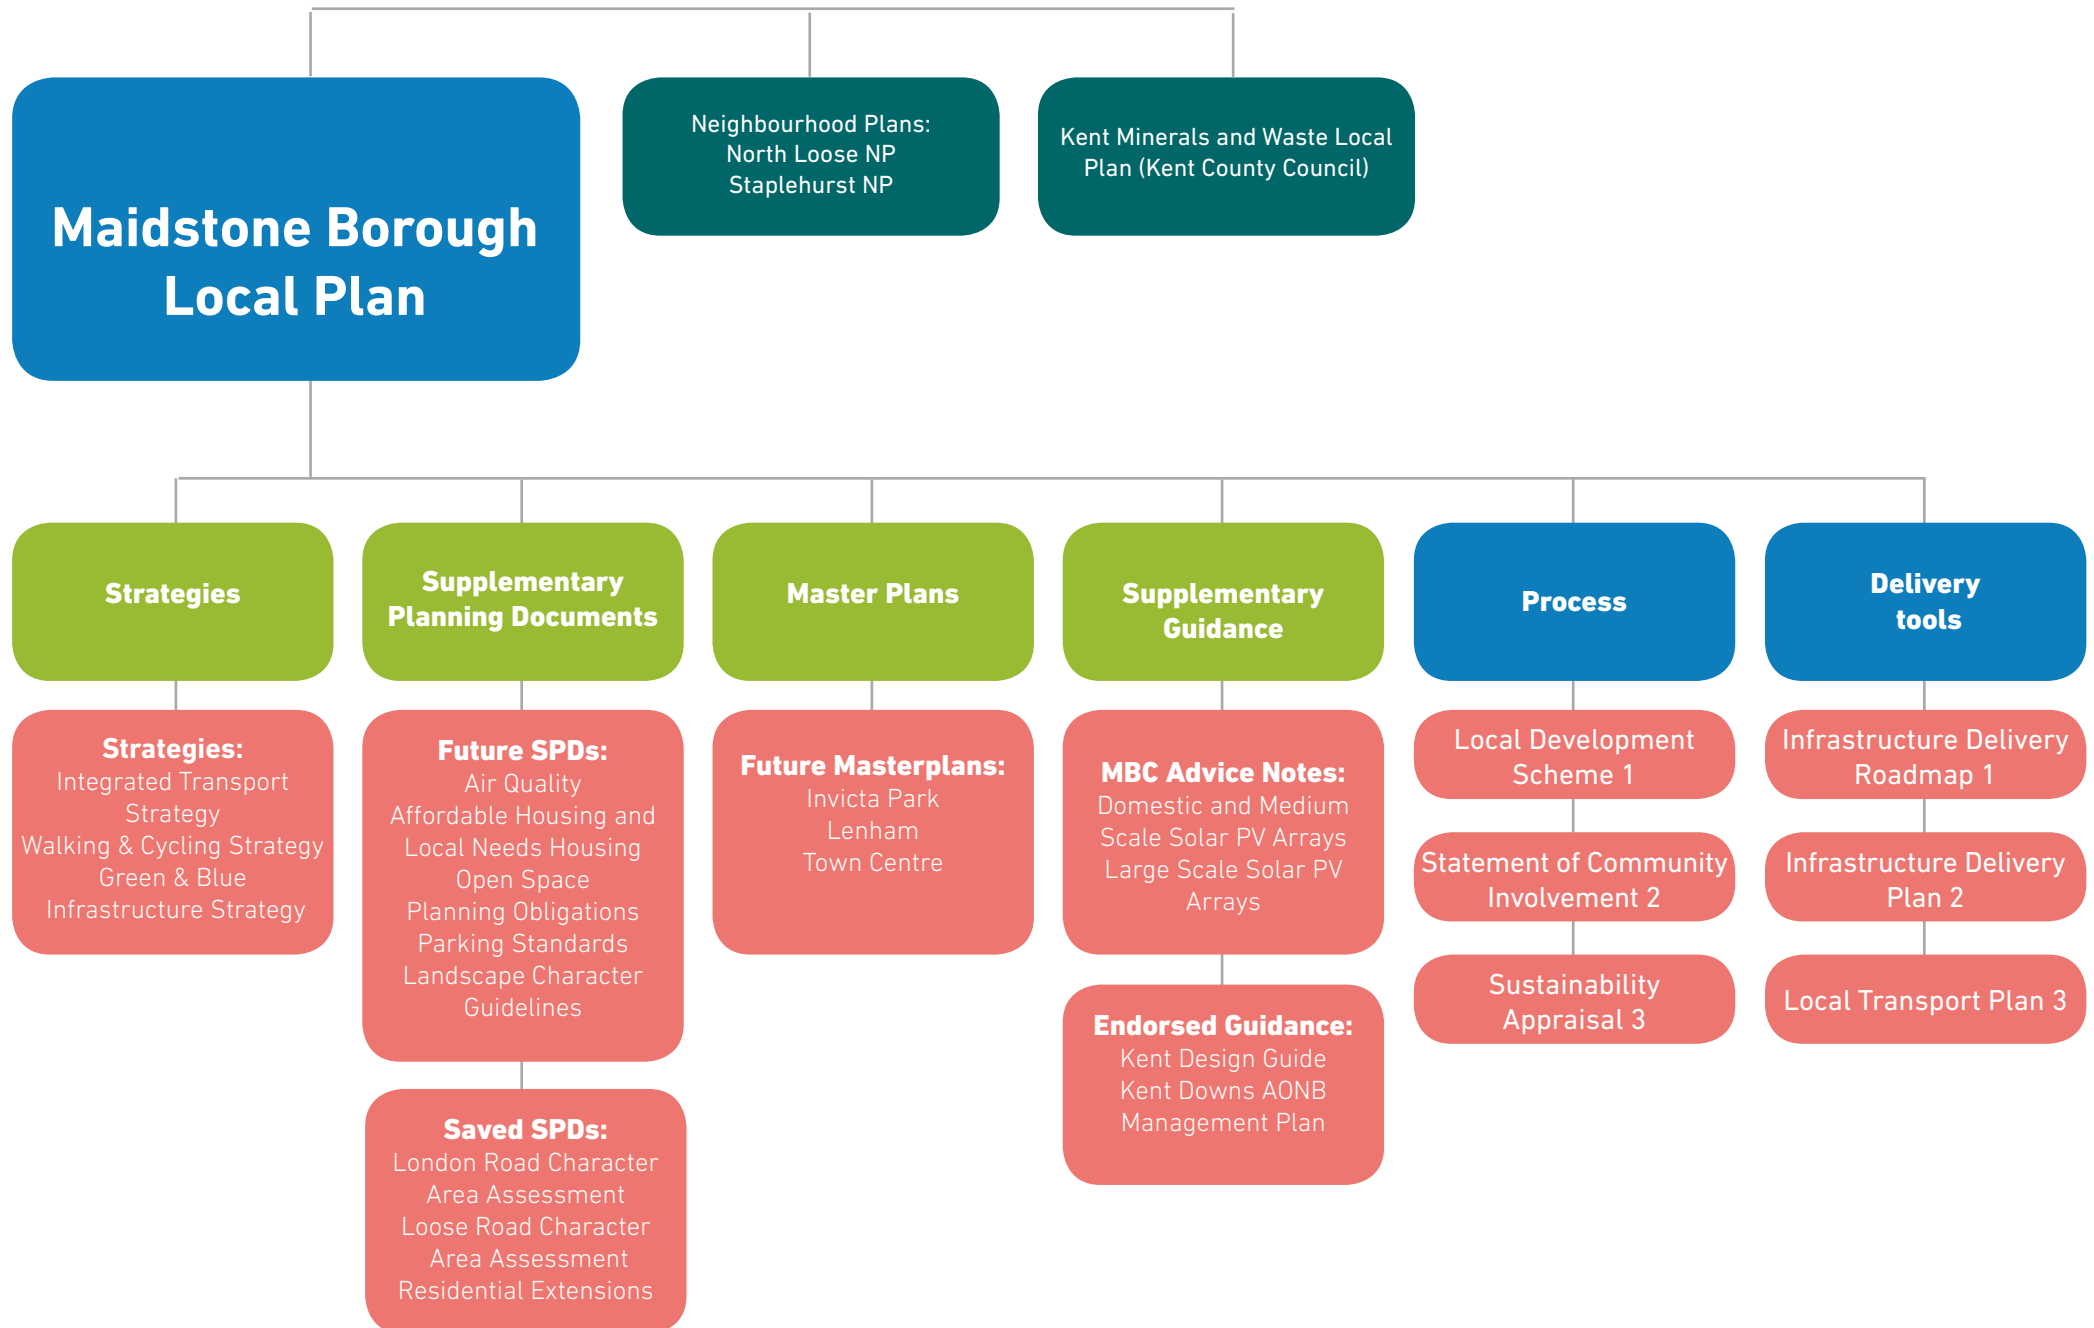 Maidstone Borough
Local Plan
Neighbourhood Plans:
North Loose NP
Staplehurst NP
Kent Minerals and Waste Local
Plan (Kent County Council)
Strategies
Supplementary
Planning Documents
Master Plans
Supplementary
Guidance
Process
Delivery
tools
Strategies:
Integrated Transport
Strategy
Walking & Cycling Strategy
Green & Blue
Infrastructure Strategy
Future SPDs:
Air Quality
Affordable Housing and
Local Needs Housing
Open Space
Planning Obligations
Parking Standards
Landscape Character
Guidelines
Saved SPDs:
London Road Character
Area Assessment
Loose Road Character
Area Assessment
Residential Extensions
Future Masterplans:
Invicta Park
Lenham
Town Centre
MBC Advice Notes:
Domestic and Medium
Scale Solar PV Arrays
Large Scale Solar PV
Arrays
Endorsed Guidance:
Kent Design Guide
Kent Downs AONB
Management Plan
Local Development
Scheme 1
Statement of Community
Involvement 2
Sustainability
Appraisal 3
Infrastructure Delivery
Roadmap 1
Infrastructure Delivery
Plan 2
Local Transport Plan 3